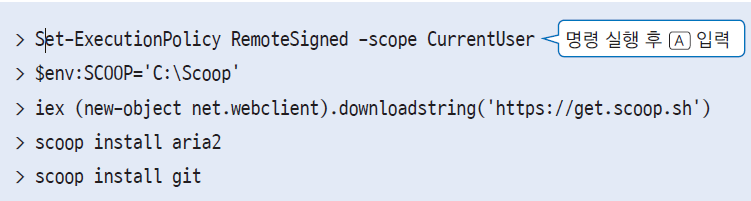 > Set-ExecutionPolicy RemoteSigned -scope CurrentUser 명령 실행 후 A 입력
> $env:SCOOP='C:\Scoop'
> iex (new-object net.webclient).downloadstring('https://get.scoop.sh')
> scoop install aria2
> scoop install git